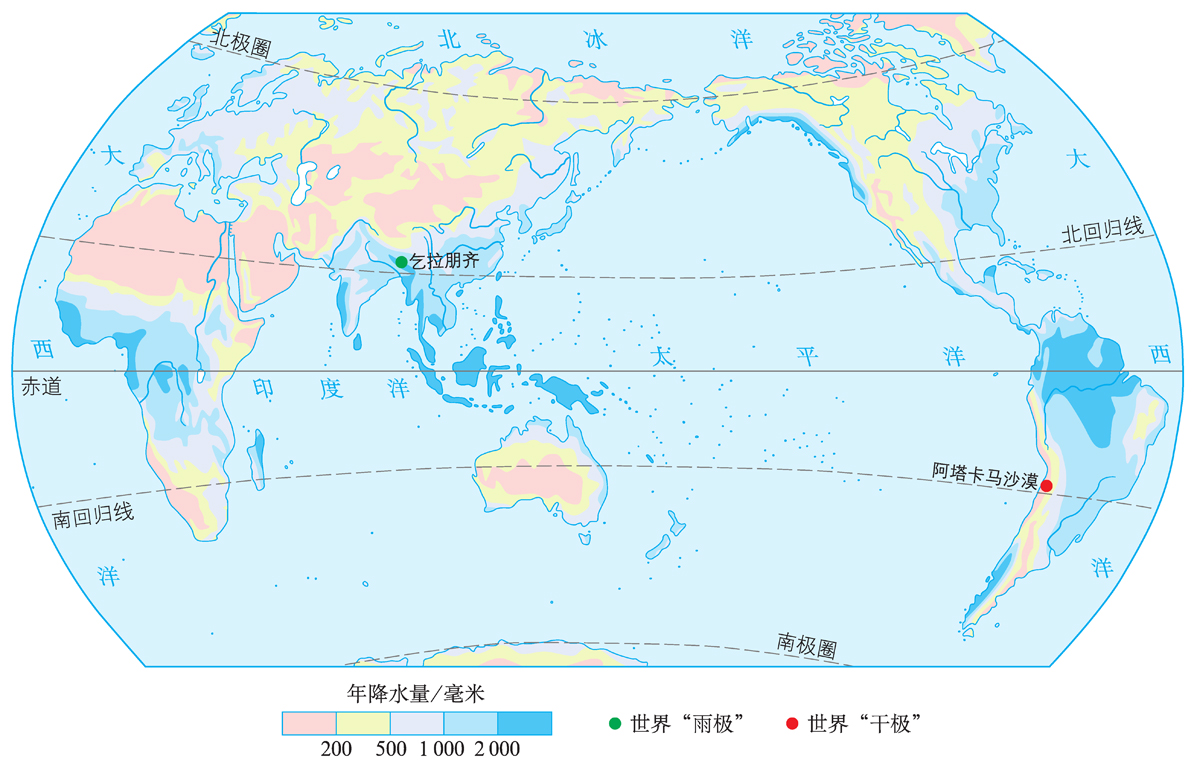 北极圈
北 冰 洋
大
大
北回归线
乞拉朋齐
西
太 平 洋
西
赤道
印 度 洋
阿塔卡马沙漠
南回归线
洋
洋
南极圈
年降水量/毫米
200 500 1 000 2 000
世界“雨极”
世界“干极”